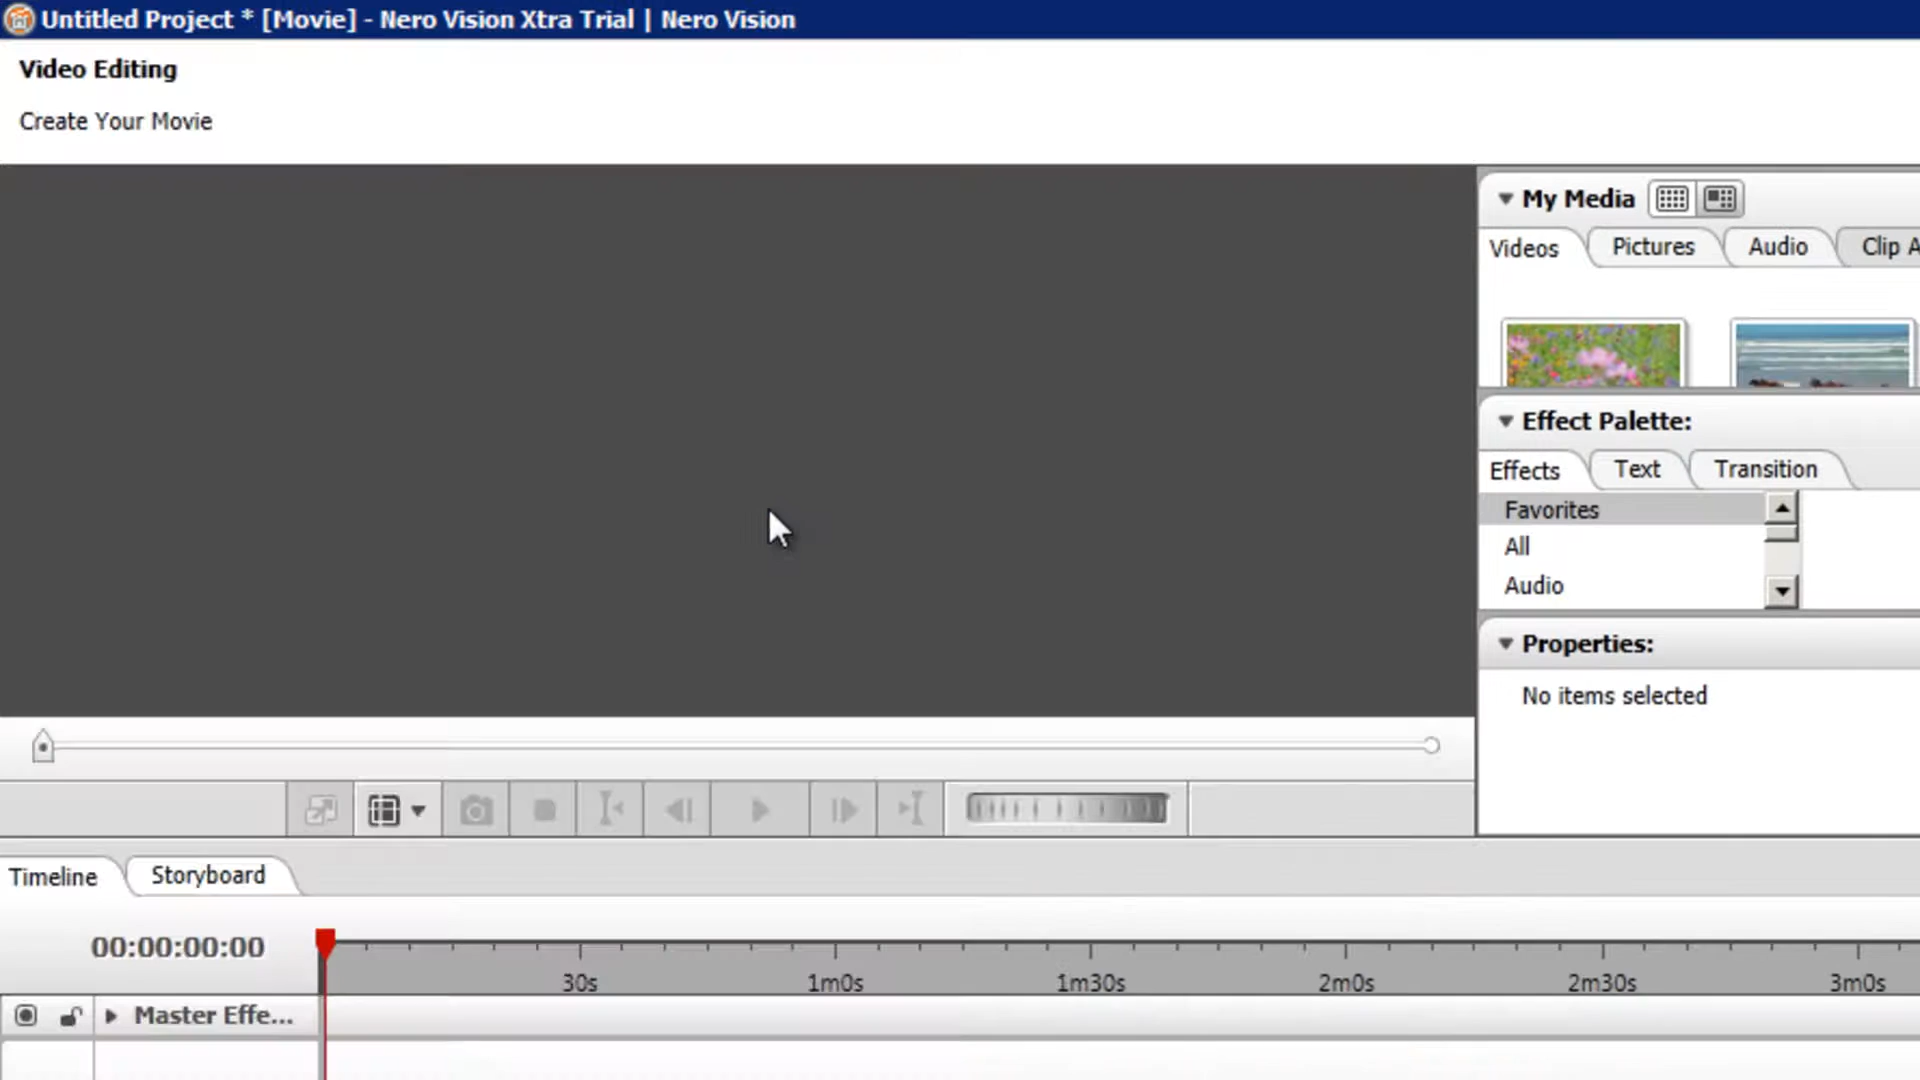 Untitled Project * [Movie] - Nero Vision Xtra Trial | Nero Vision
Video Editing
Create Your Movie
My Media
Videos Pictures Audio Clip A
Effect Palette:
Effects Text Transition
Favorites
All
Audio
Properties:
No items selected
Timeline Storyboard
00:00:00:00
30s 1m0s 1m30s 2m0s 2m30s 3m0s
Master Effe...